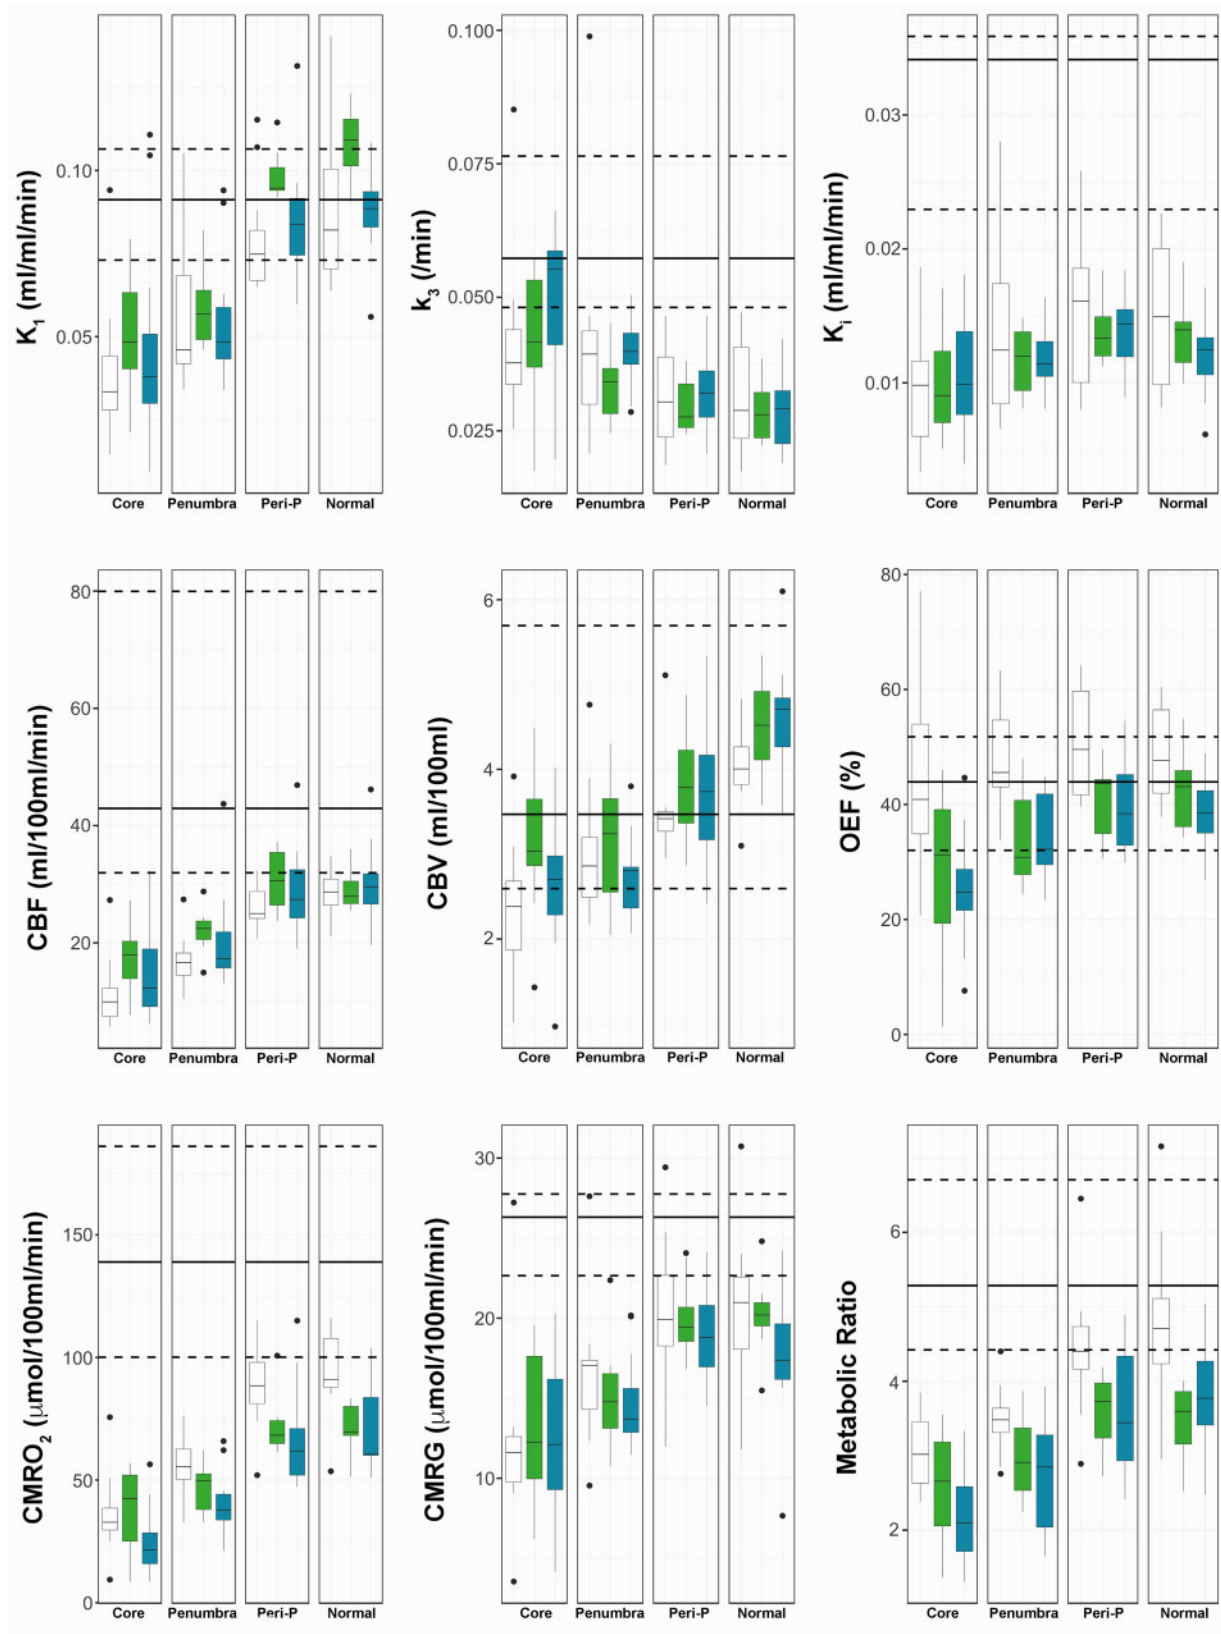 K1 (ml/ml/min)
0.10
0.05
Core Penumbra Peri-P Normal
k3 (/min)
0.100
0.075
0.050
0.025
Core Penumbra Peri-P Normal
Ki (ml/ml/min)
0.03
0.02
0.01
Core Penumbra Peri-P Normal
CBF (ml/100ml/min)
80
60
40
20
Core Penumbra Peri-P Normal
CBV (ml/100ml)
6
4
2
Core Penumbra Peri-P Normal
OEF (%)
80
60
40
20
0
Core Penumbra Peri-P Normal
CMRO2 (μmol/100ml/min)
150
100
50
0
Core Penumbra Peri-P Normal
CMRG (μmol/100ml/min)
30
20
10
Core Penumbra Peri-P Normal
Metabolic Ratio
6
4
2
Core Penumbra Peri-P Normal